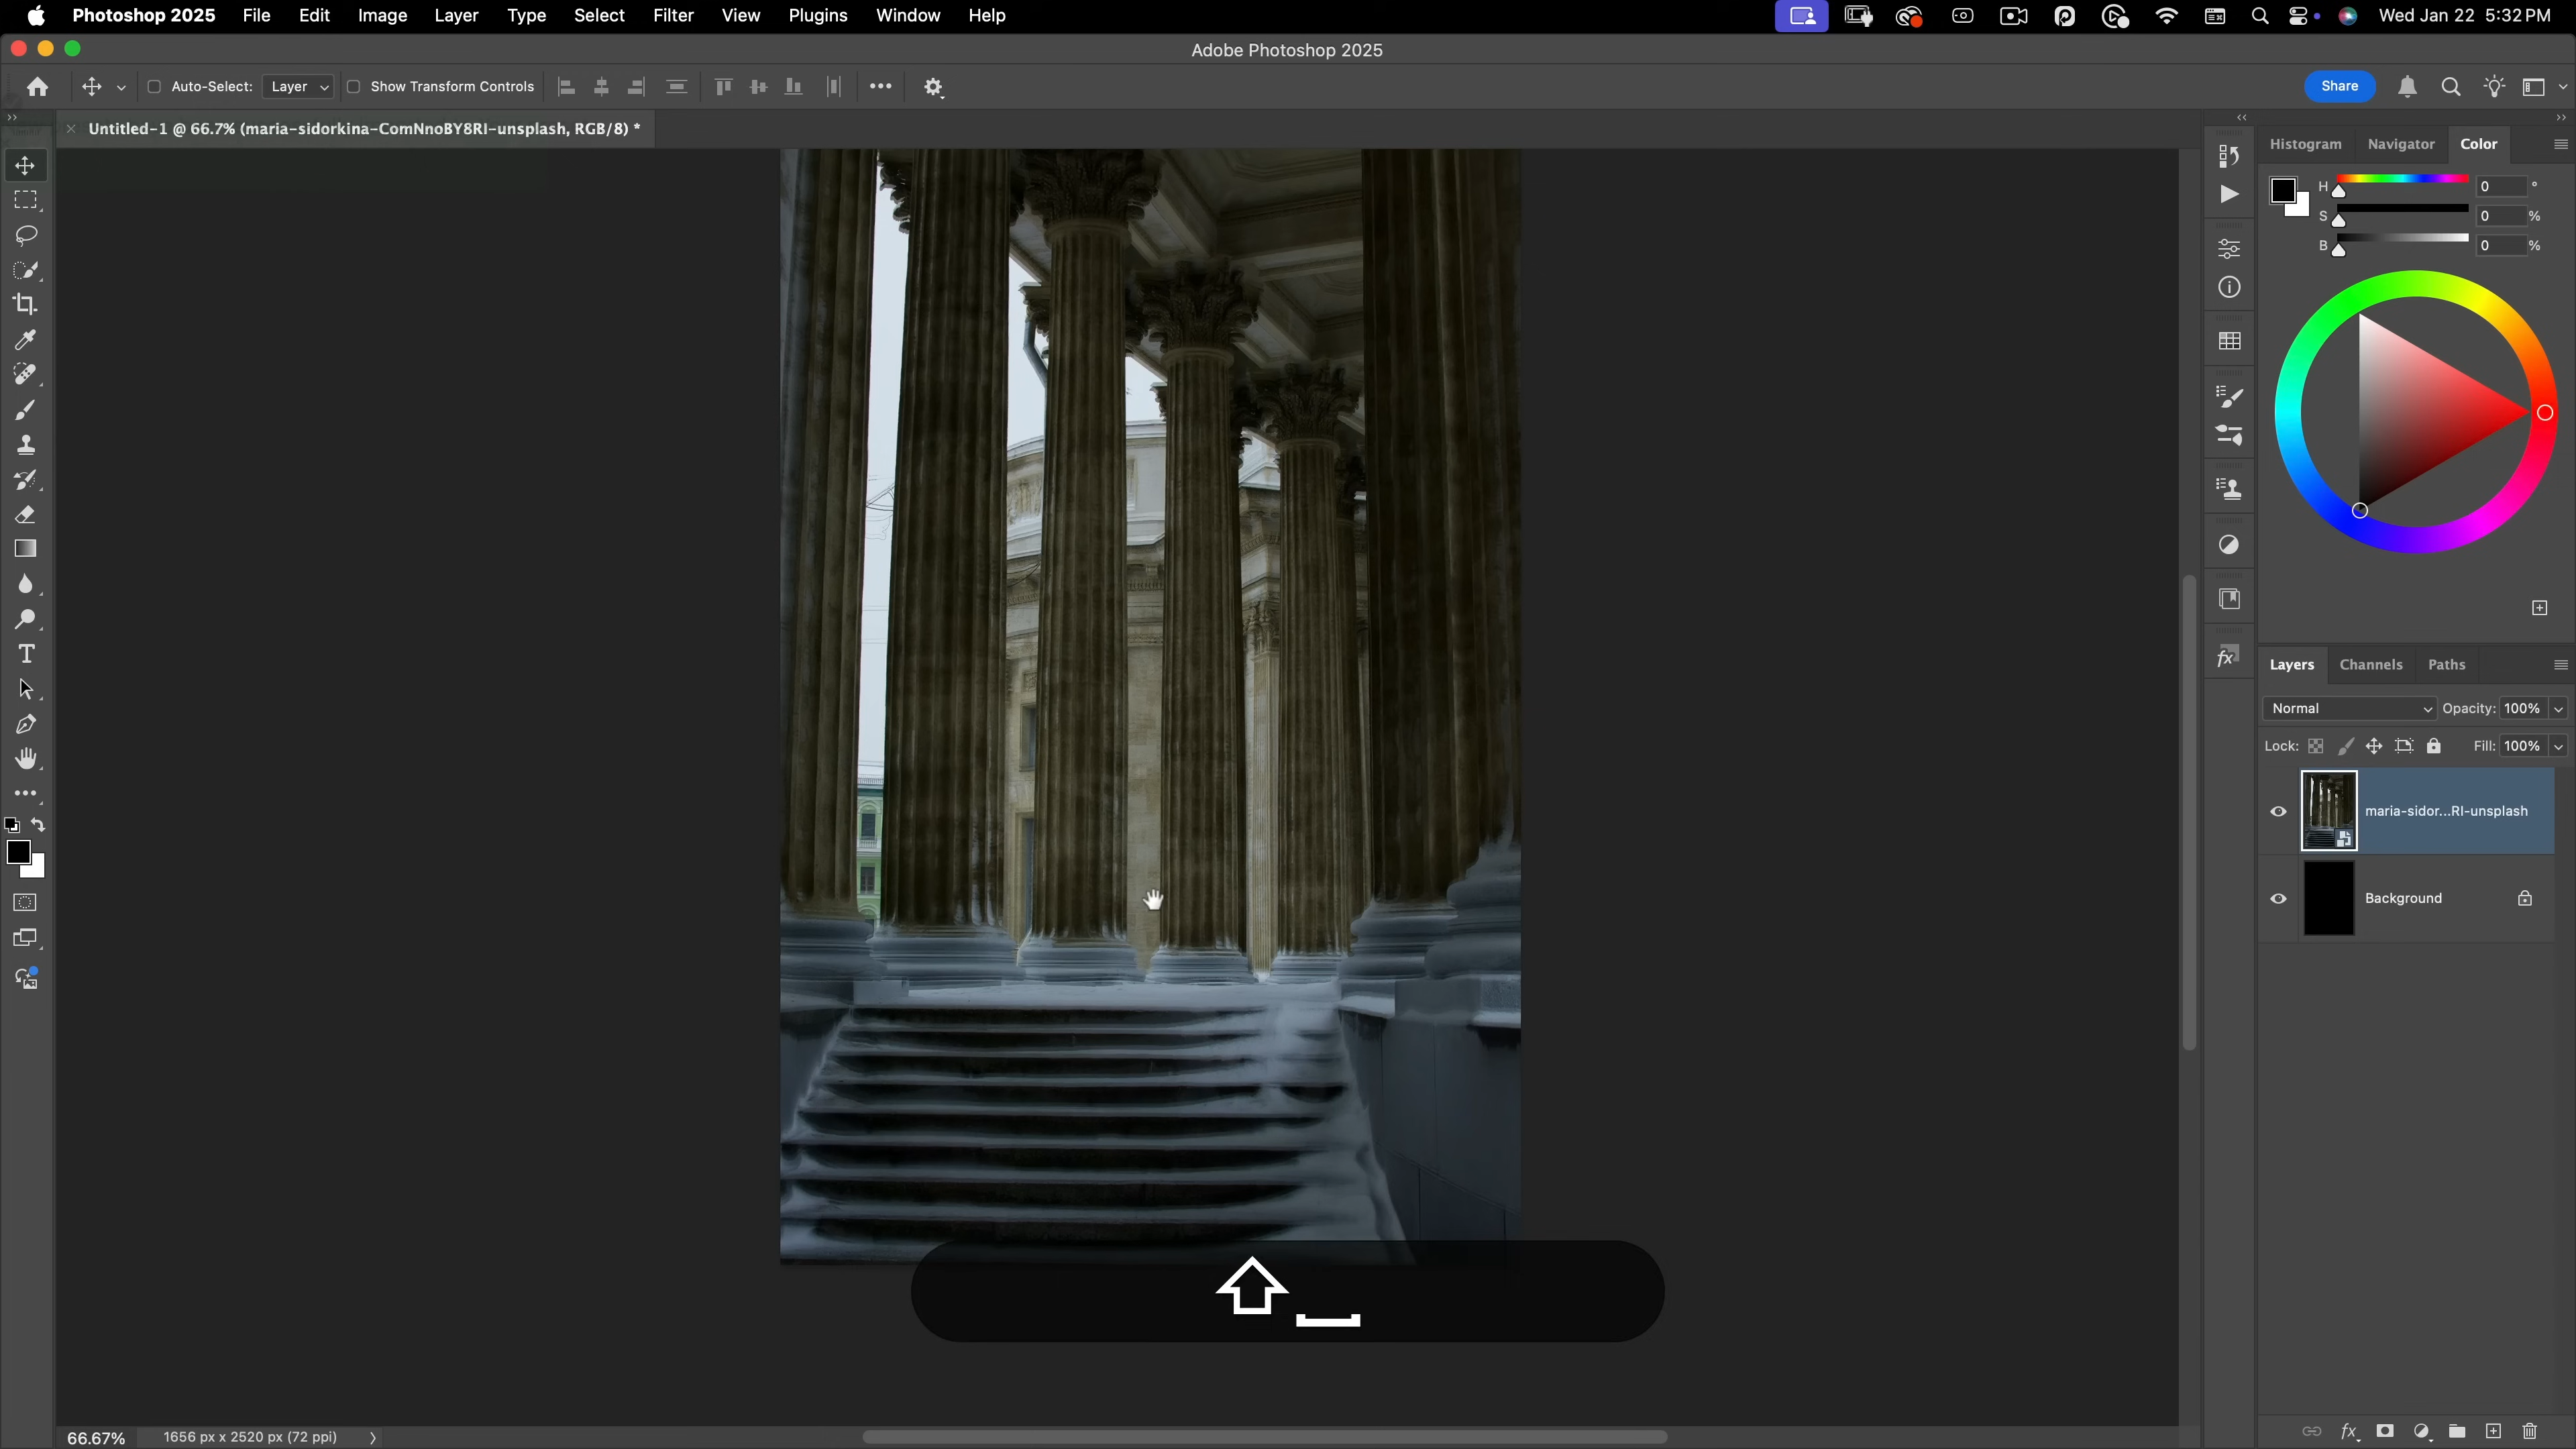 Photoshop 2025 File Edit Image Layer Type Select Filter View Plugins Window Help Wed Jan 22 5:32 PM
Adobe Photoshop 2025
Auto-Select: Layer Show Transform Controls Share
Untitled-1 @ 66.7% (maria-sidorkina-ComNnoBY8RI-unsplash, RGB/8) *
Histogram Navigator Color
H 0 °
S 0 %
B 0 %
Layers Channels Paths
Normal Opacity: 100%
Lock: Fill: 100%
maria-sidor...RI-unsplash
Background
66.67% 1656 px x 2520 px (72 ppi)